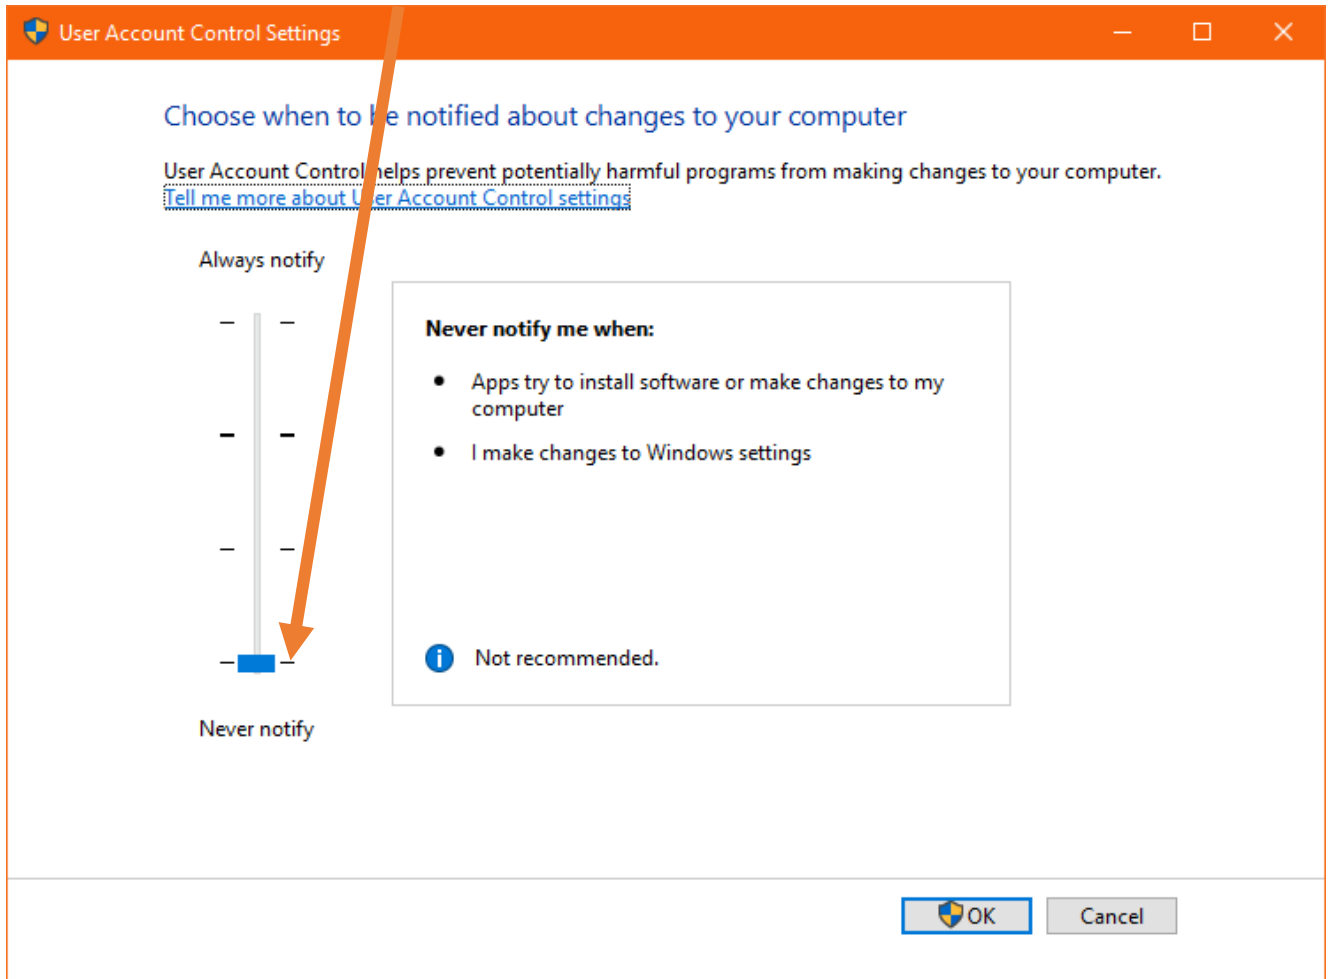 User Account Control Settings
Choose when to be notified about changes to your computer
User Account Control helps prevent potentially harmful programs from making changes to your computer.
Tell me more about User Account Control settings
Always notify
Never notify me when:
Apps try to install software or make changes to my
computer
I make changes to Windows settings
Not recommended.
Never notify
OK
Cancel